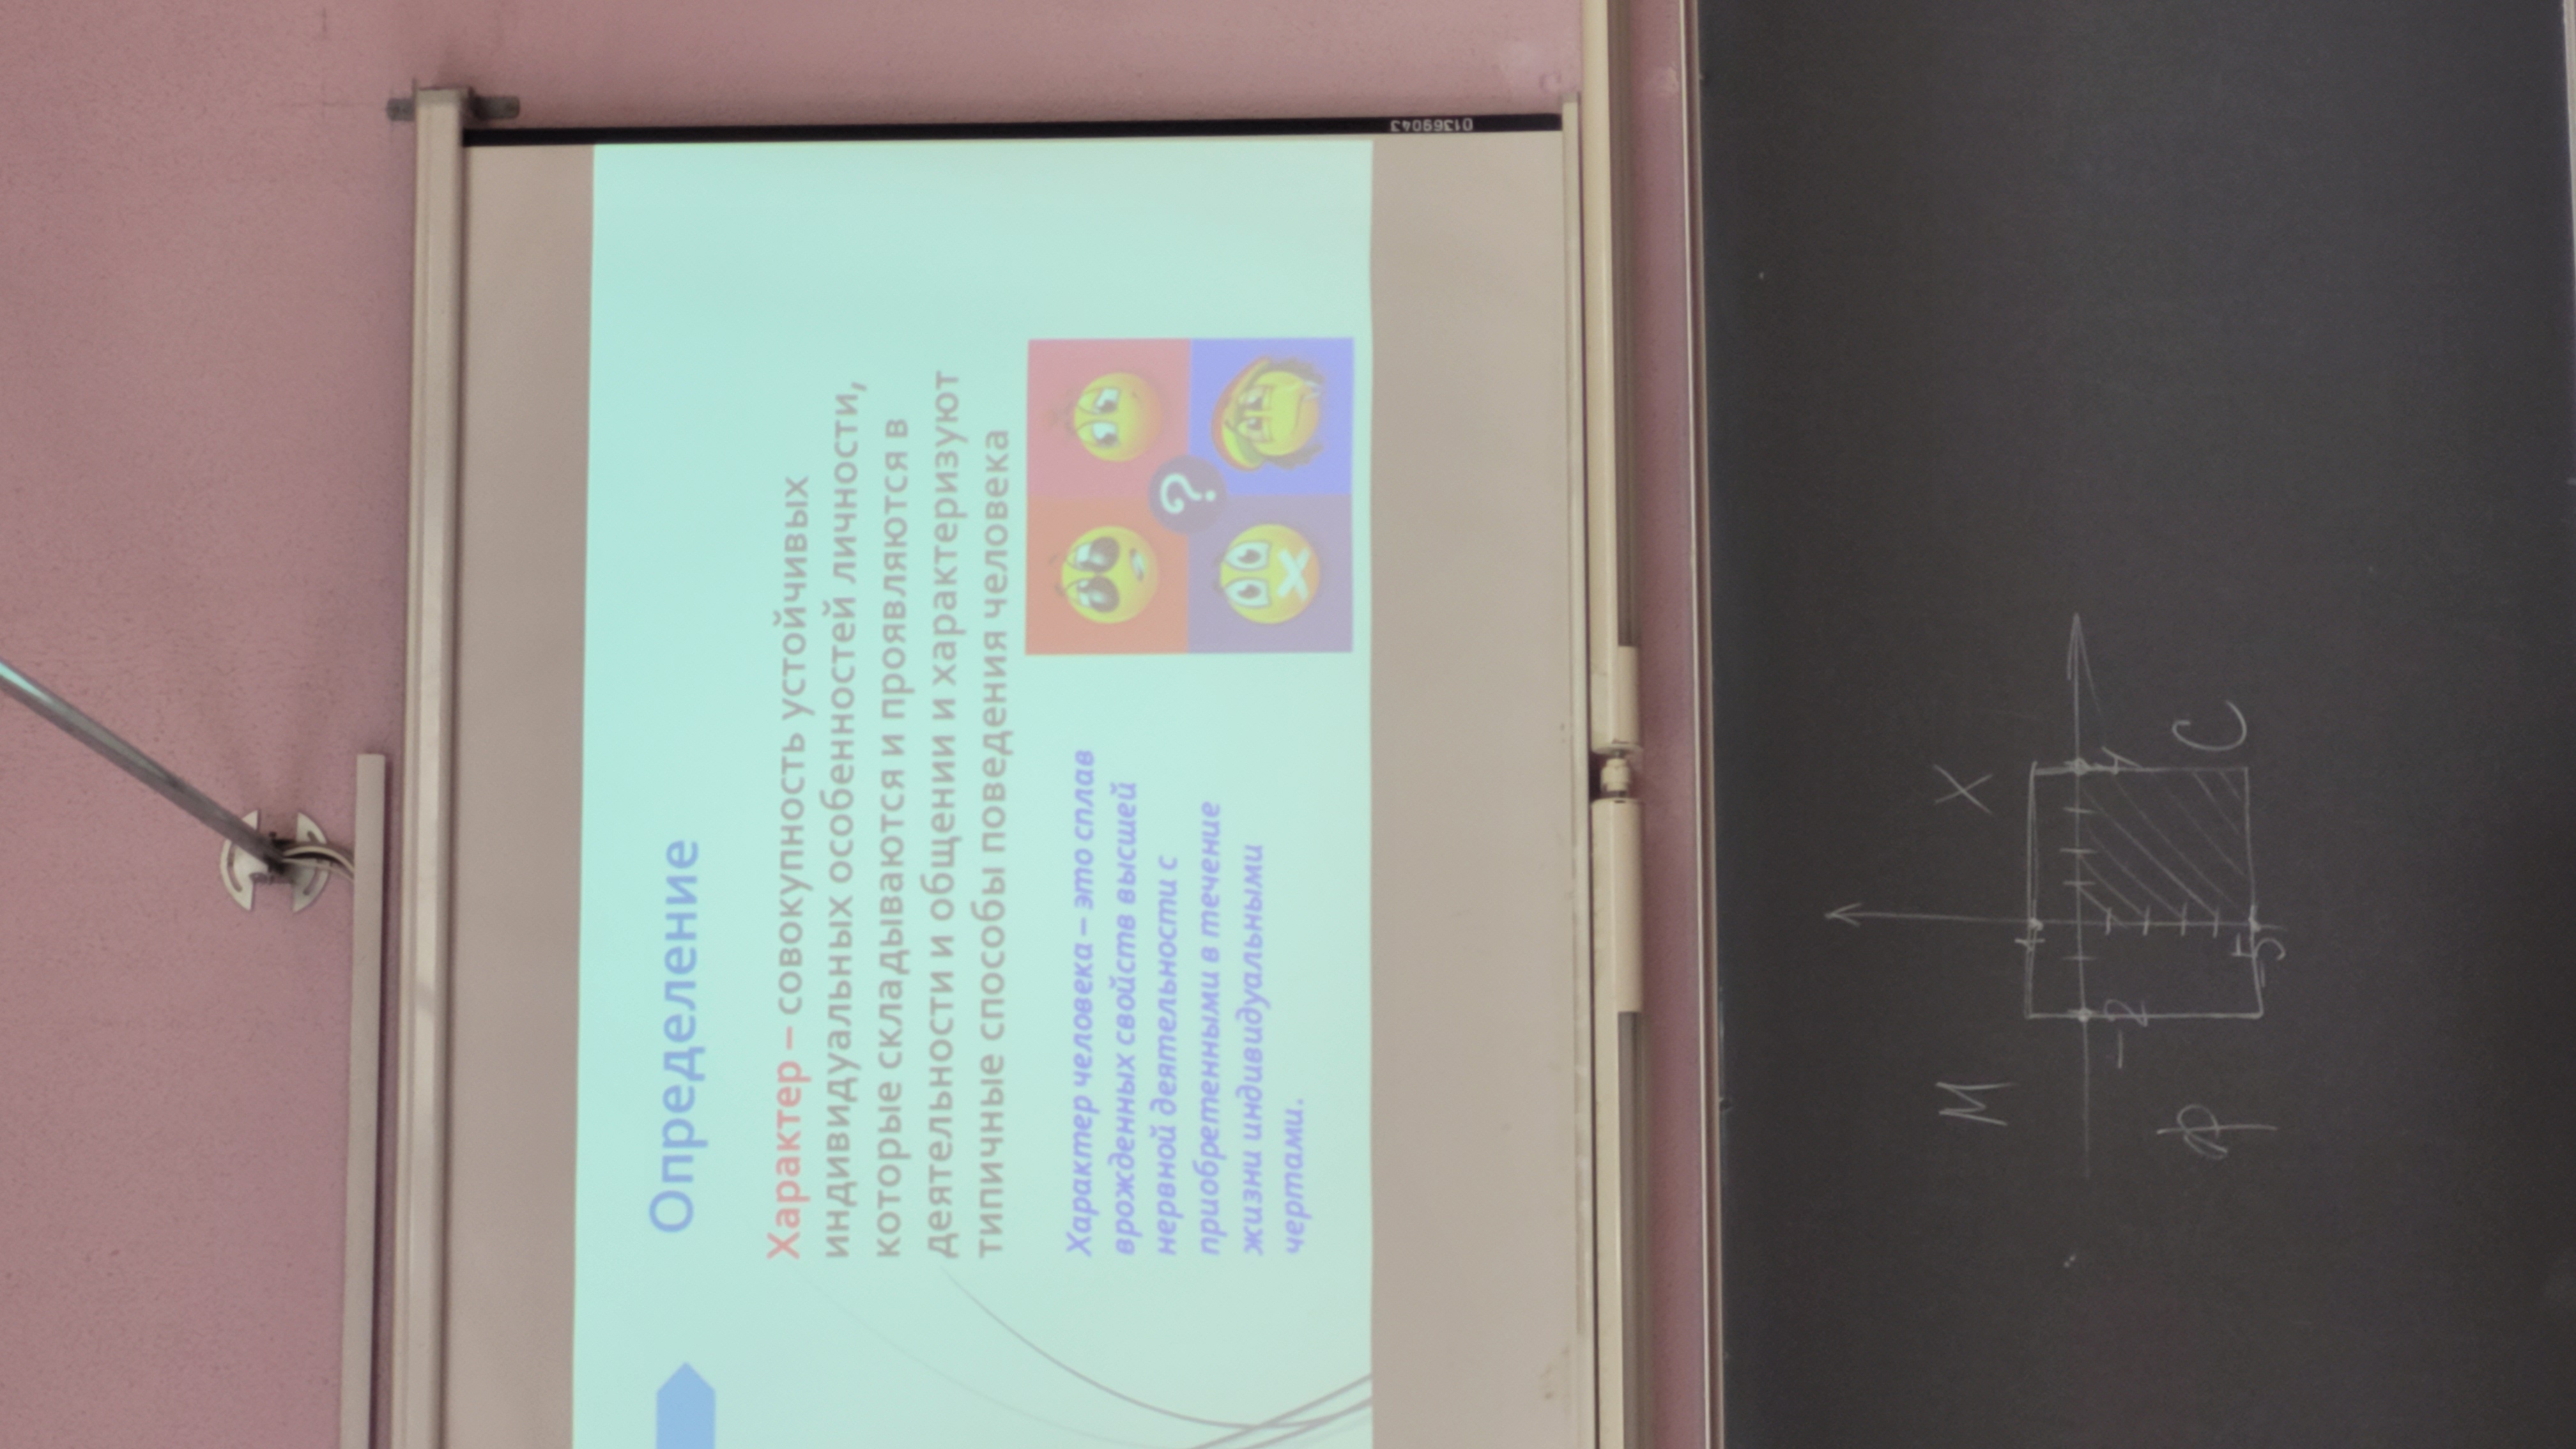 Определение
Характер – совокупность устойчивых
индивидуальных особенностей личности,
которые складываются и проявляются в
деятельности и общении и характеризуют
типичные способы поведения человека
Характер человека – это сплав
врожденных свойств высшей
нервной деятельности с
приобретенными в течение
жизни индивидуальными
чертами.
?
01369043
М Х
1
-2 4
Ф С
-5